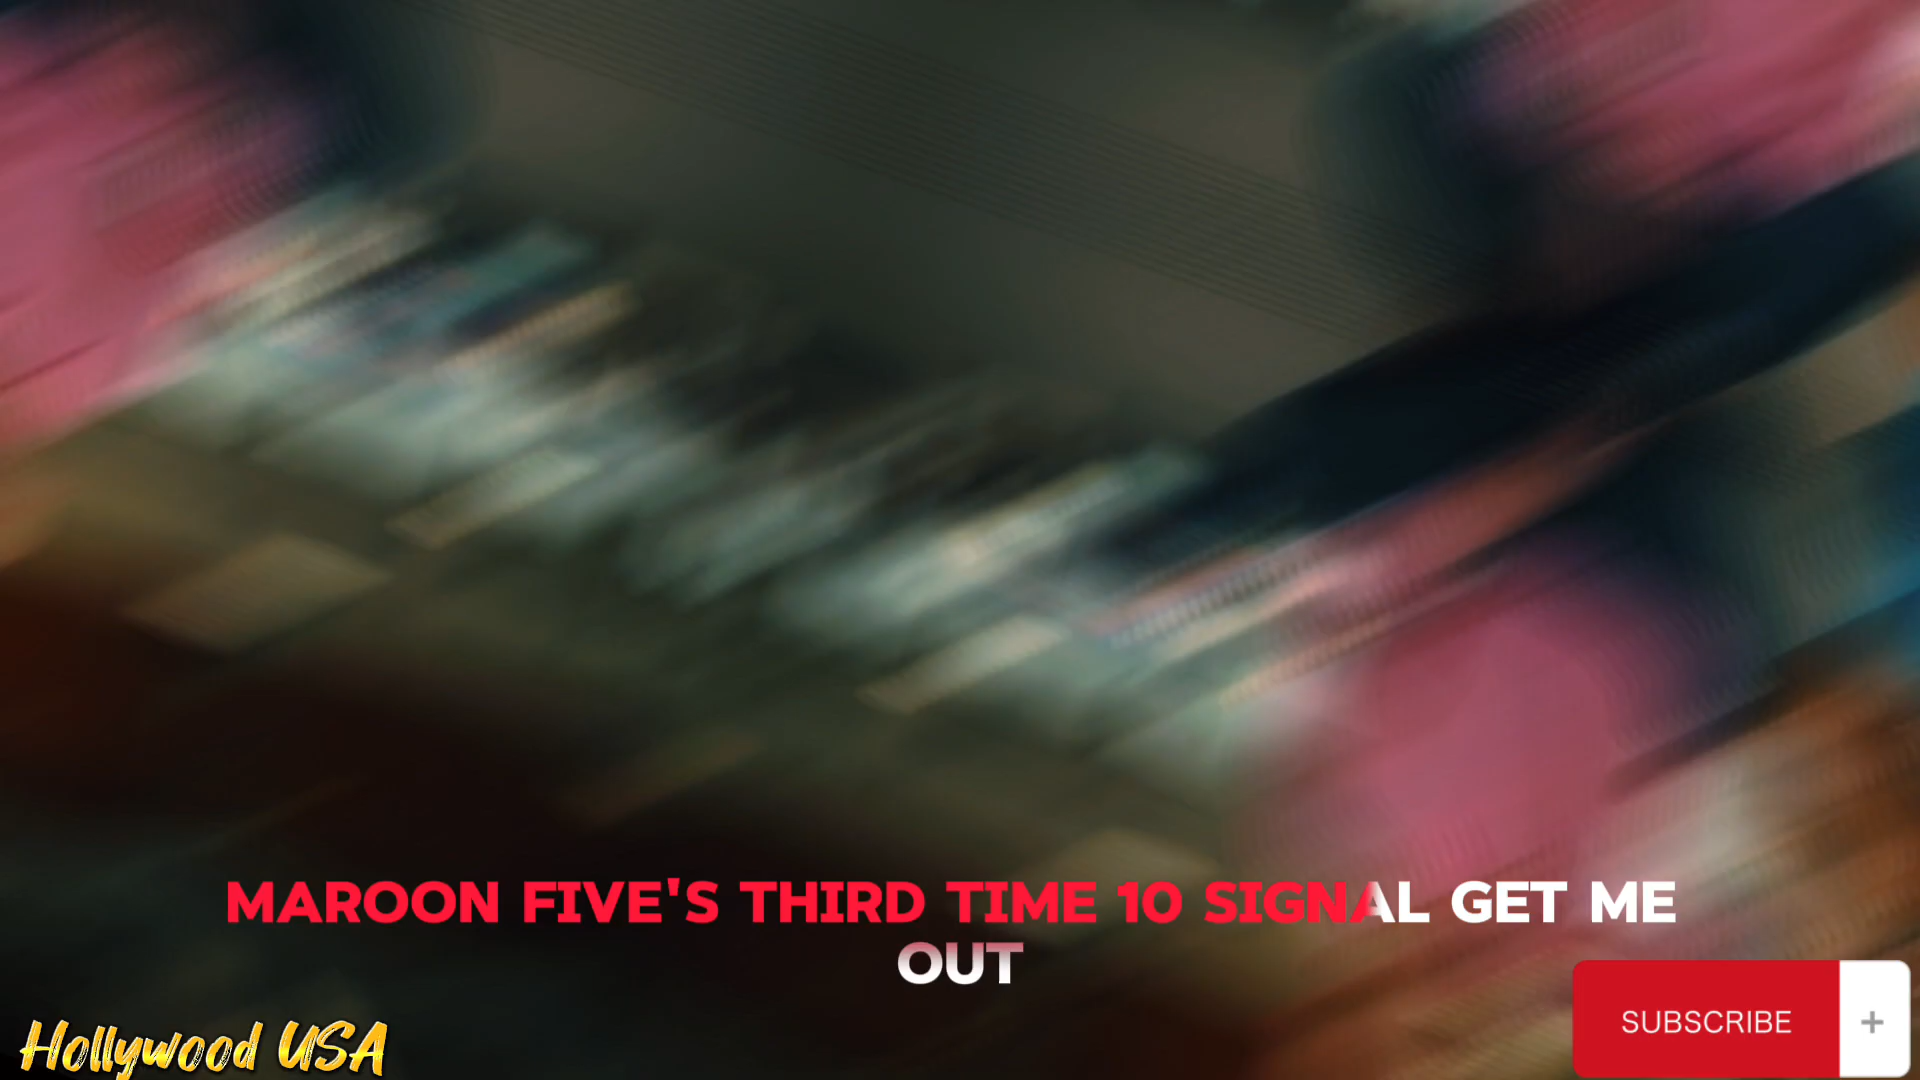 MAROON FIVE'S THIRD TIME 10 SIGNAL GET ME
OUT
Hollywood USA
SUBSCRIBE +